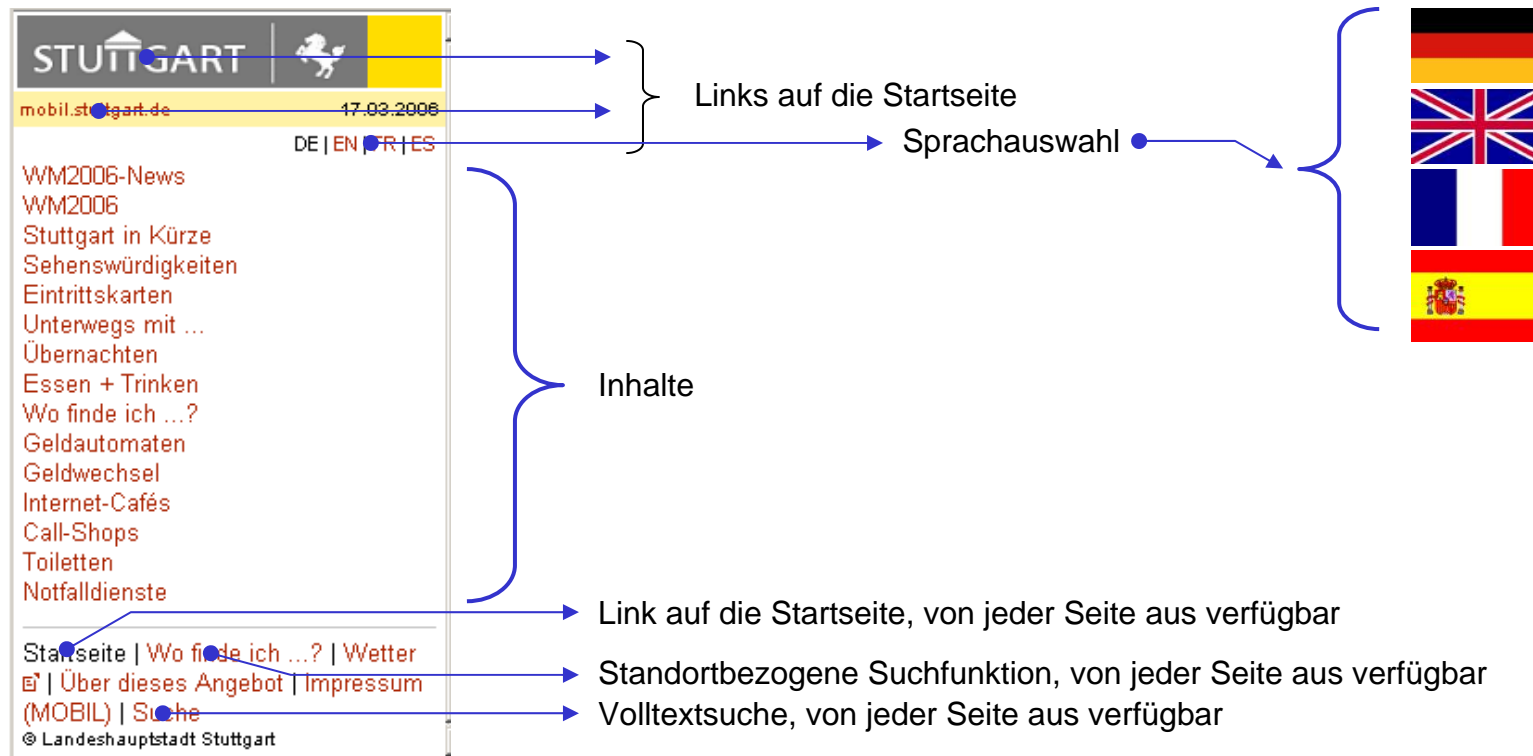 STUTTGART
mobil.stuttgart.de 17.03.2006
Links auf die Startseite
DE | EN | FR | ES
Sprachauswahl
WM2006-News
WM2006
Stuttgart in Kürze
Sehenswürdigkeiten
Eintrittskarten
Unterwegs mit ...
Übernachten
Essen + Trinken
Wo finde ich ...?
Geldautomaten
Geldwechsel
Internet-Cafés
Call-Shops
Toiletten
Notfalldienste
Inhalte
Startseite | Wo finde ich ...? | Wetter
| Über dieses Angebot | Impressum
(MOBIL) | Suche
© Landeshauptstadt Stuttgart
Link auf die Startseite, von jeder Seite aus verfügbar
Standortbezogene Suchfunktion, von jeder Seite aus verfügbar
Volltextsuche, von jeder Seite aus verfügbar